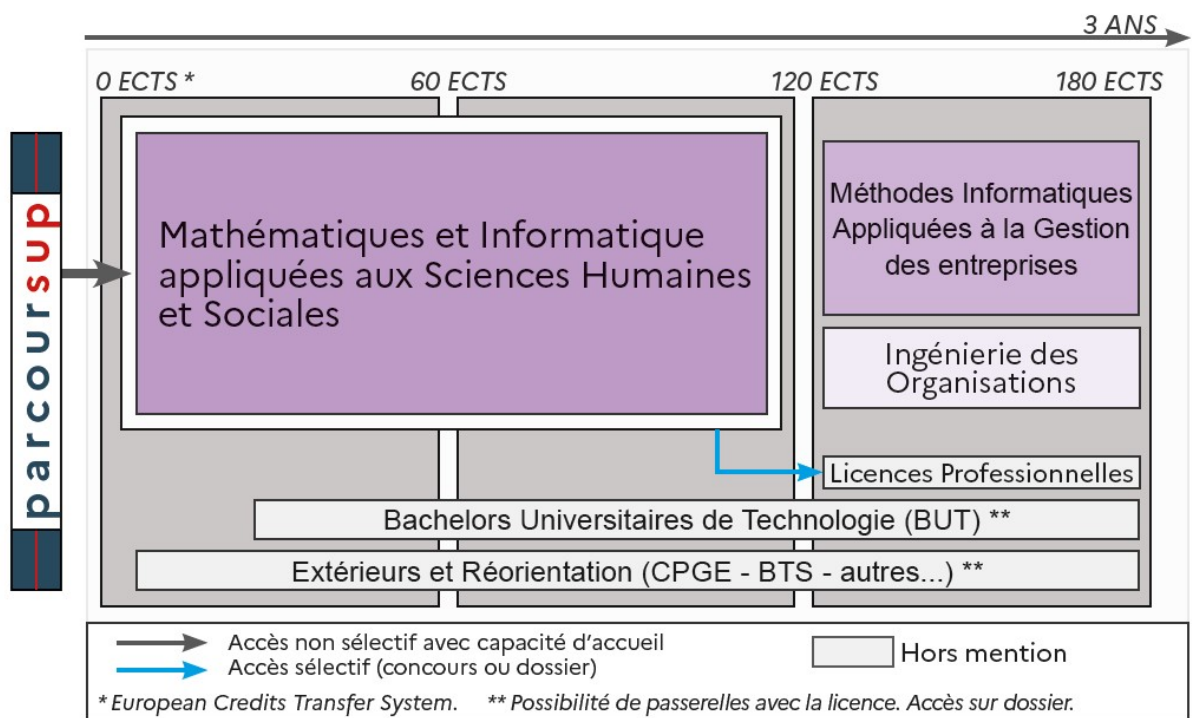 3 ANS
0 ECTS *
60 ECTS
120 ECTS
180 ECTS
parcoursup
Mathématiques et Informatique
appliquées aux Sciences Humaines
et Sociales
Méthodes Informatiques
Appliquées à la Gestion
des entreprises
Ingénierie des
Organisations
Licences Professionnelles
Bachelors Universitaires de Technologie (BUT) **
Extérieurs et Réorientation (CPGE - BTS - autres...) **
Accès non sélectif avec capacité d'accueil
Accès sélectif (concours ou dossier)
Hors mention
* European Credits Transfer System. ** Possibilité de passerelles avec la licence. Accès sur dossier.